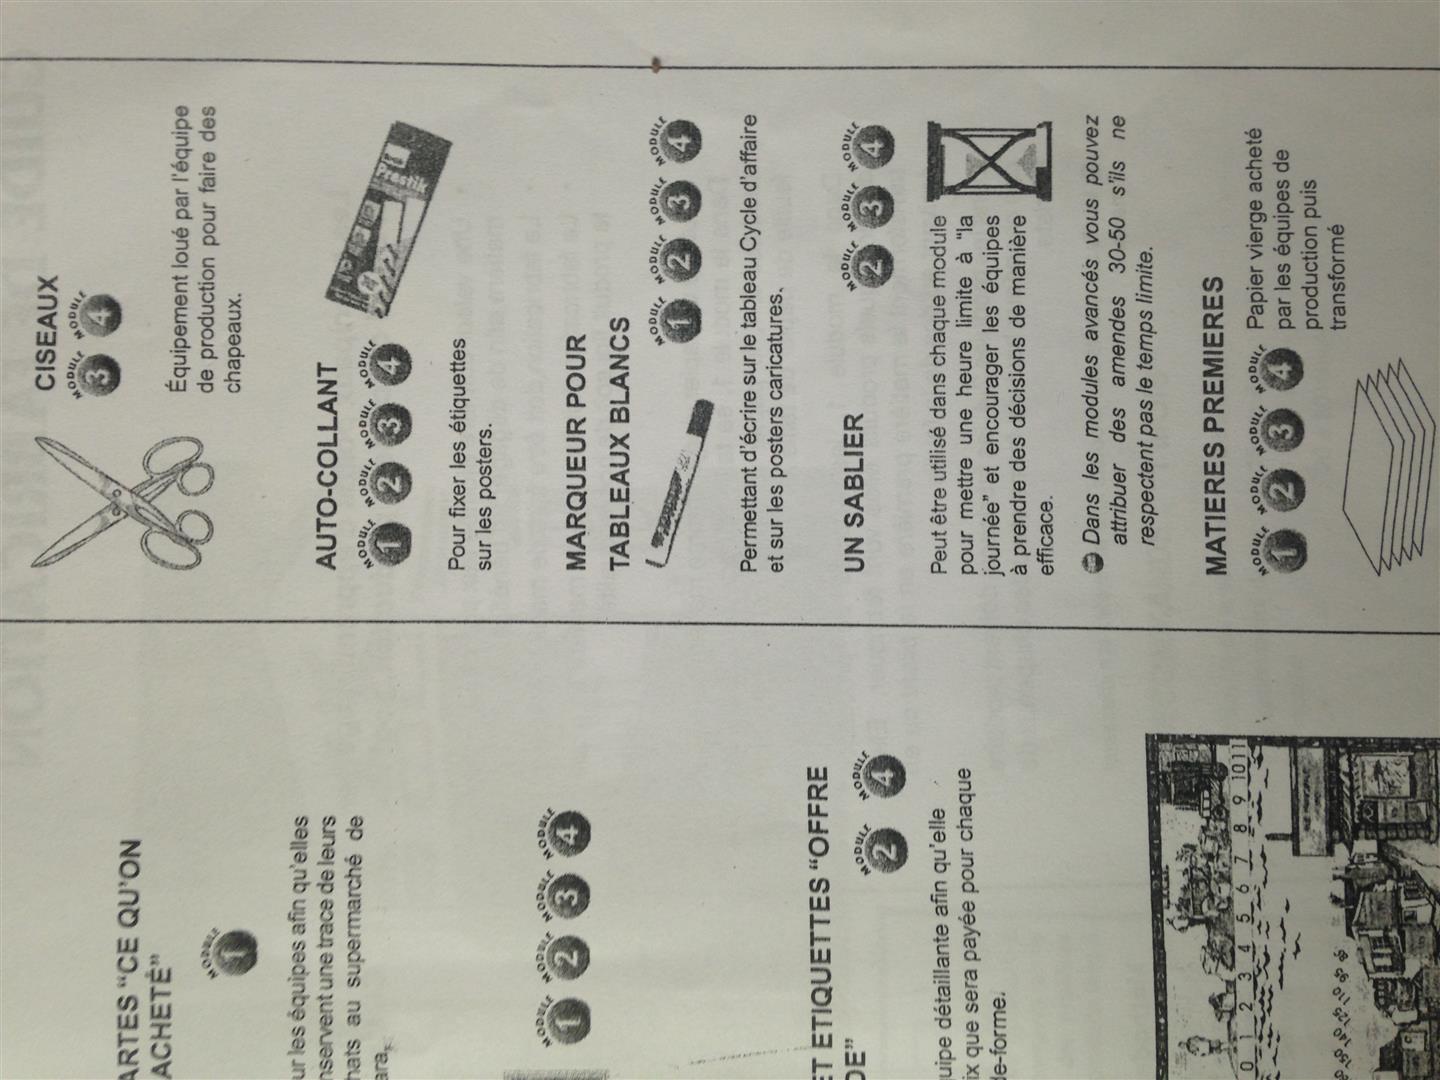 ARTES “CE QU’ON
ACHETÉ”
MODULE
1
ur les équipes afin qu’elles
nservent une trace de leurs
hats au supermarché de
ara.
MODULE MODULE MODULE MODULE
1 2 3 4
ET ETIQUETTES “OFFRE
DE”
MODULE MODULE
2 4
quipe détaillante afin qu’elle
ix que sera payée pour chaque
de-forme.
0 1 2 3 4 5 6 7 8 9 10 11
150 140 125 110 95 86
CISEAUX
MODULE MODULE
3 4
Équipement loué par l’équipe
de production pour faire des
chapeaux.
AUTO-COLLANT
MODULE MODULE MODULE MODULE
1 2 3 4
Pour fixer les étiquettes
sur les posters.
MARQUEUR POUR
TABLEAUX BLANCS
MODULE MODULE MODULE MODULE
1 2 3 4
Permettant d’écrire sur le tableau Cycle d’affaire
et sur les posters caricatures.
UN SABLIER
MODULE MODULE MODULE
2 3 4
Peut être utilisé dans chaque module
pour mettre une heure limite à “la
journée” et encourager les équipes
à prendre des décisions de manière
efficace.
Dans les modules avancés vous pouvez
attribuer des amendes 30-50 s’ils ne
respectent pas le temps limite.
MATIERES PREMIERES
MODULE MODULE MODULE MODULE
1 2 3 4
Papier vierge acheté
par les équipes de
production puis
transformé